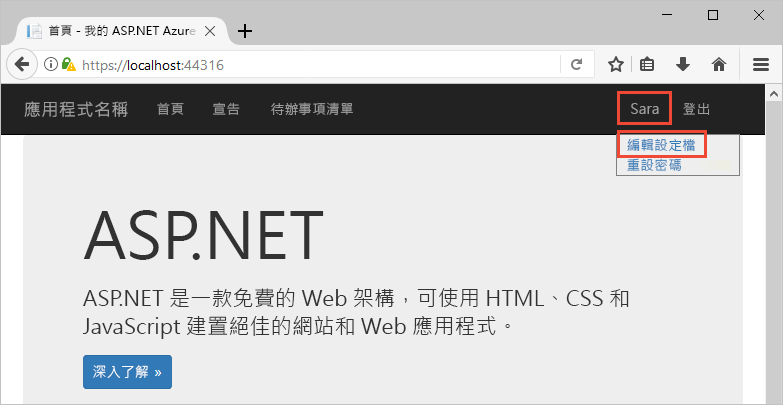 首頁 - 我的 ASP.NET Azure
https://localhost:44316
應用程式名稱 首頁 宣告 待辦事項清單 Sara 登出
編輯設定檔
重設密碼
ASP.NET
ASP.NET 是一款免費的 Web 架構，可使用 HTML、CSS 和
JavaScript 建置絕佳的網站和 Web 應用程式。
深入了解 »